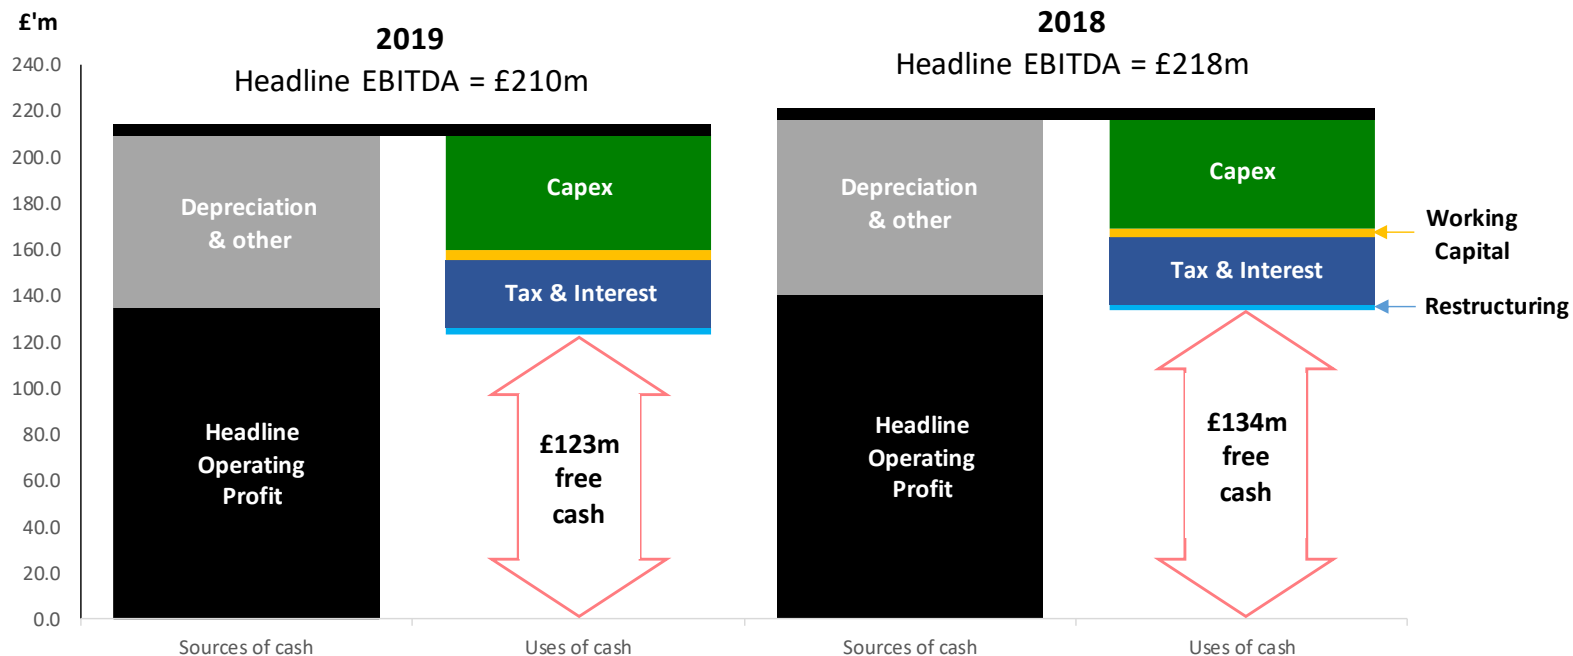 £'m
2019
Headline EBITDA = £210m
2018
Headline EBITDA = £218m
240.0
220.0
200.0
180.0
160.0
140.0
120.0
100.0
80.0
60.0
40.0
20.0
0.0
Depreciation
& other
Headline
Operating
Profit
Capex
Tax & Interest
£123m
free
cash
Depreciation
& other
Headline
Operating
Profit
Capex
Tax & Interest
£134m
free
cash
Working
Capital
Restructuring
Sources of cash
Uses of cash
Sources of cash
Uses of cash